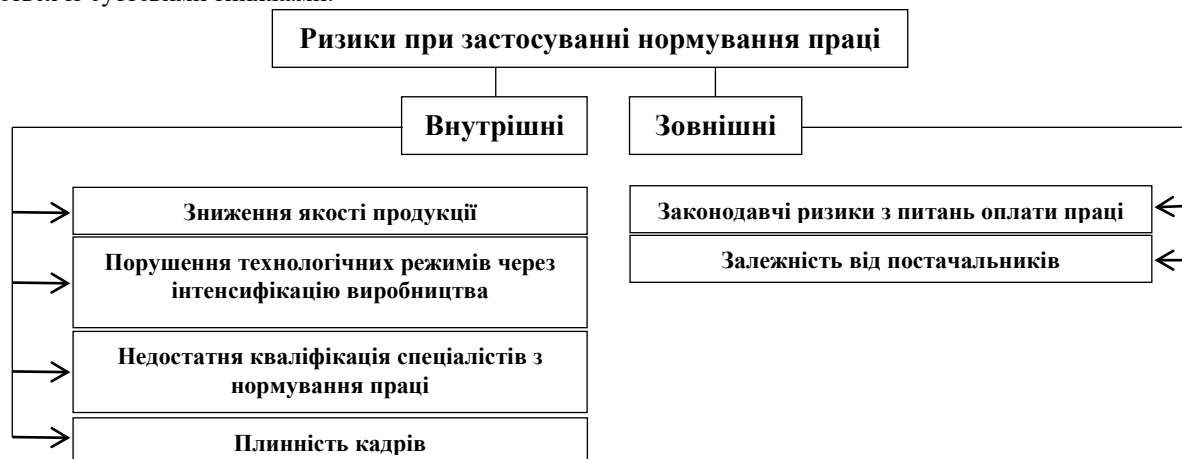 Ризики при застосуванні нормування праці
Внутрішні
Зовнішні
Зниження якості продукції
Порушення технологічних режимів через
інтенсифікацію виробництва
Недостатня кваліфікація спеціалістів з
нормування праці
Плинність кадрів
Законодавчі ризики з питань оплати праці
Залежність від постачальників